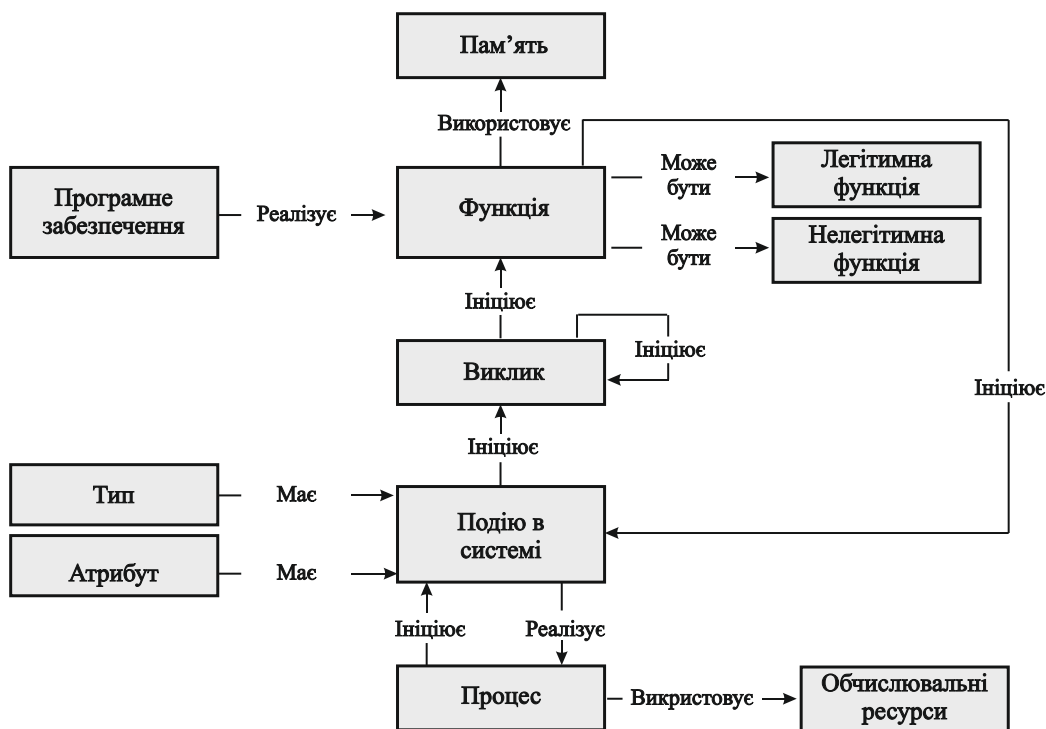 Пам’ять
Використовує
Програмне
забезпечення
Реалізує
Функція
Може
бути
Легітимна
функція
Може
бути
Нелегітимна
функція
Ініціює
Ініціює
Виклик
Ініціює
Ініціює
Тип
Має
Подію в
системі
Атрибут
Має
Ініціює
Реалізує
Процес
Викристовує
Обчислювальні
ресурси